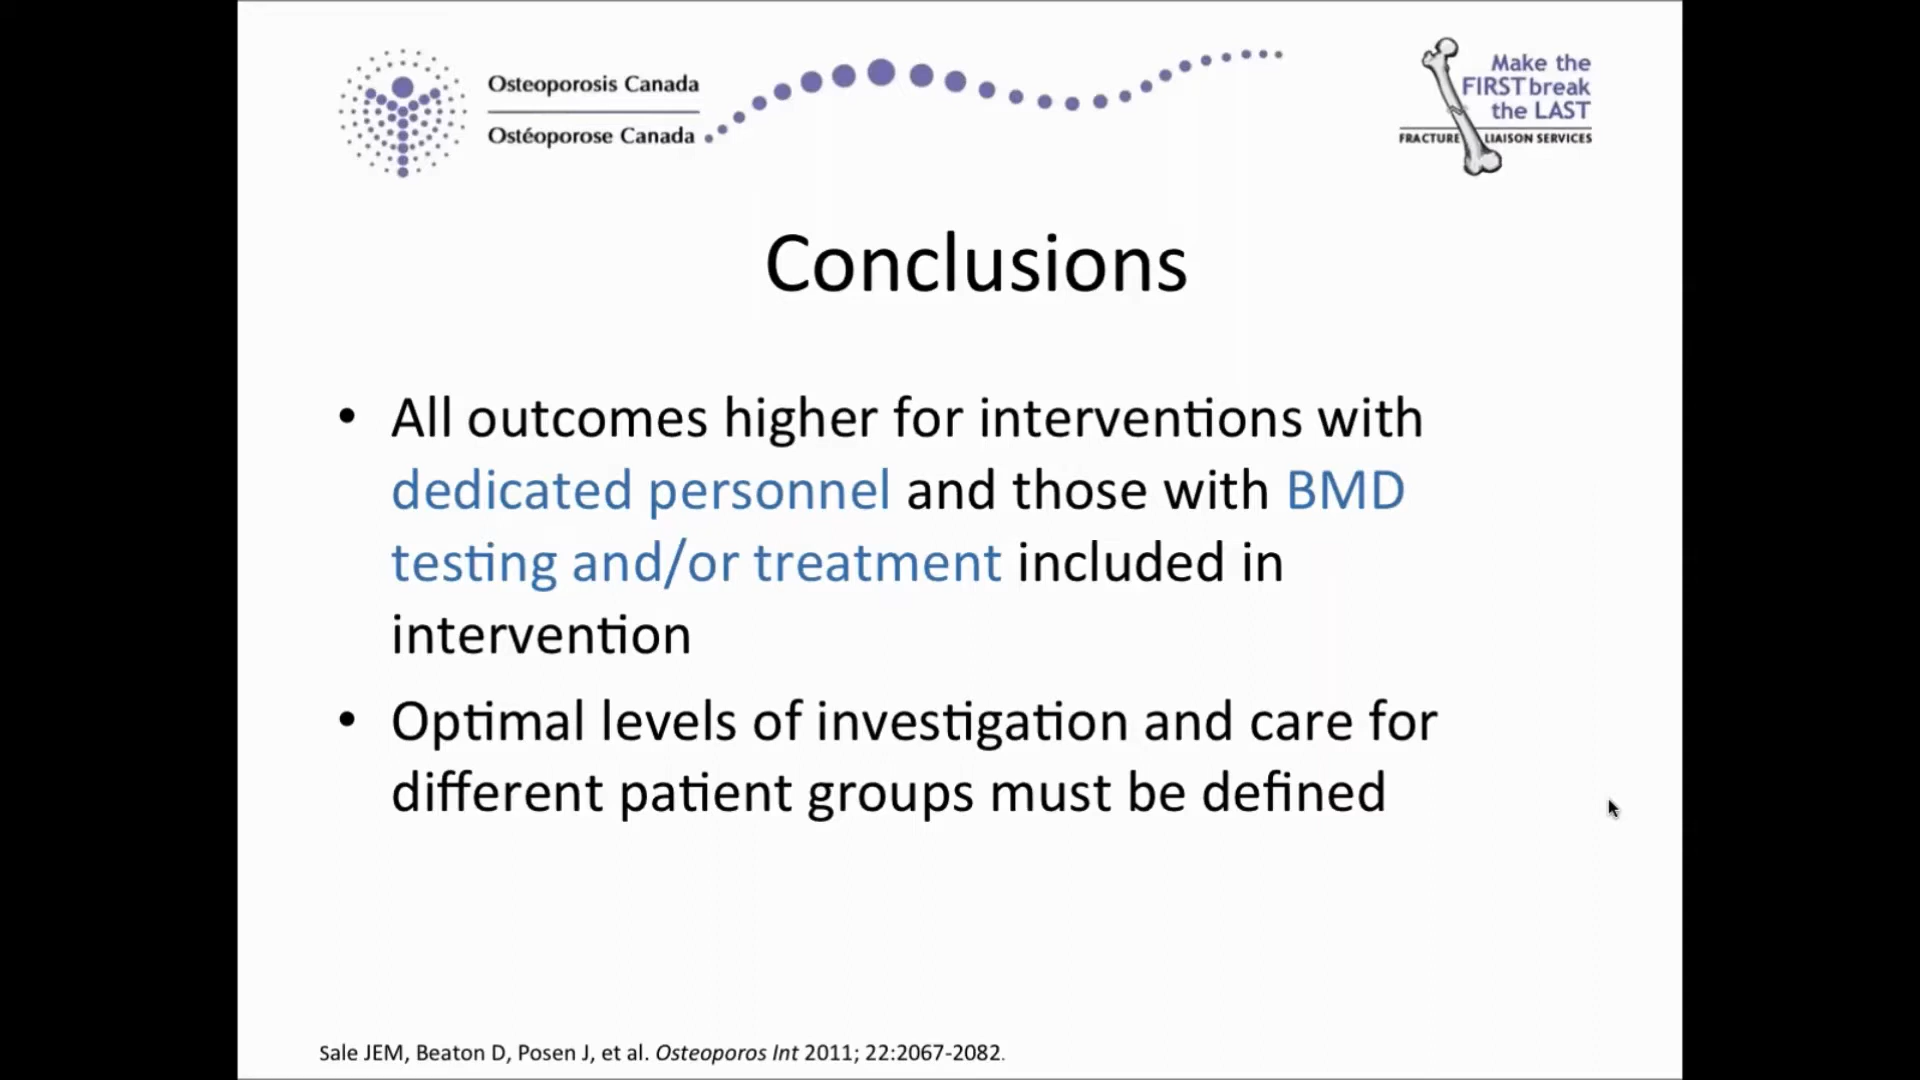 Osteoporosis Canada
Ostéoporose Canada
Make the
FIRST break
the LAST
FRACTURE LIAISON SERVICES
Conclusions
• All outcomes higher for interventions with
dedicated personnel and those with BMD
testing and/or treatment included in
intervention
• Optimal levels of investigation and care for
different patient groups must be defined
Sale JEM, Beaton D, Posen J, et al. Osteoporos Int 2011; 22:2067-2082.